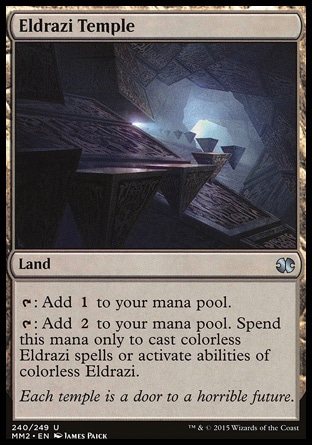 Eldrazi Temple
Land
: Add 1 to your mana pool.
: Add 2 to your mana pool. Spend
this mana only to cast colorless
Eldrazi spells or activate abilities of
colorless Eldrazi.
Each temple is a door to a horrible future.
240/249 U
MM2 • EN JAMES PAICK
™ & © 2015 Wizards of the Coast